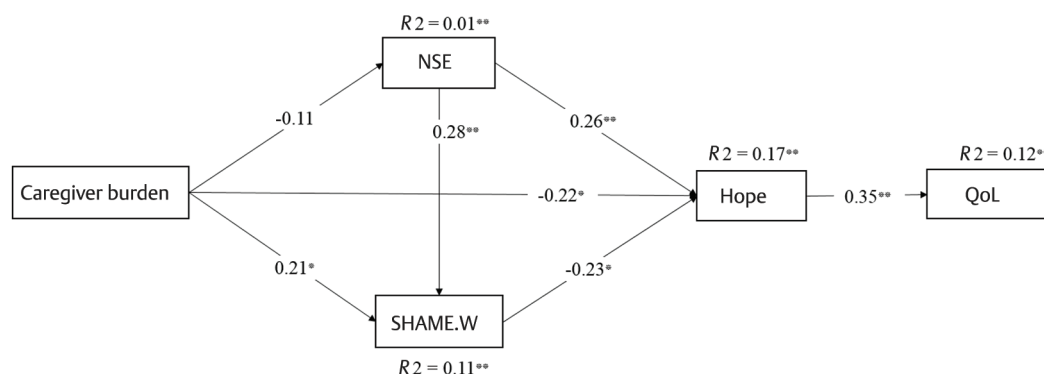 R2 = 0.01**
NSE
-0.11
0.28**
0.26**
R2 = 0.17**
R2 = 0.12*
Caregiver burden
-0.22*
Hope
0.35**
QoL
0.21*
-0.23*
SHAME.W
R2 = 0.11**